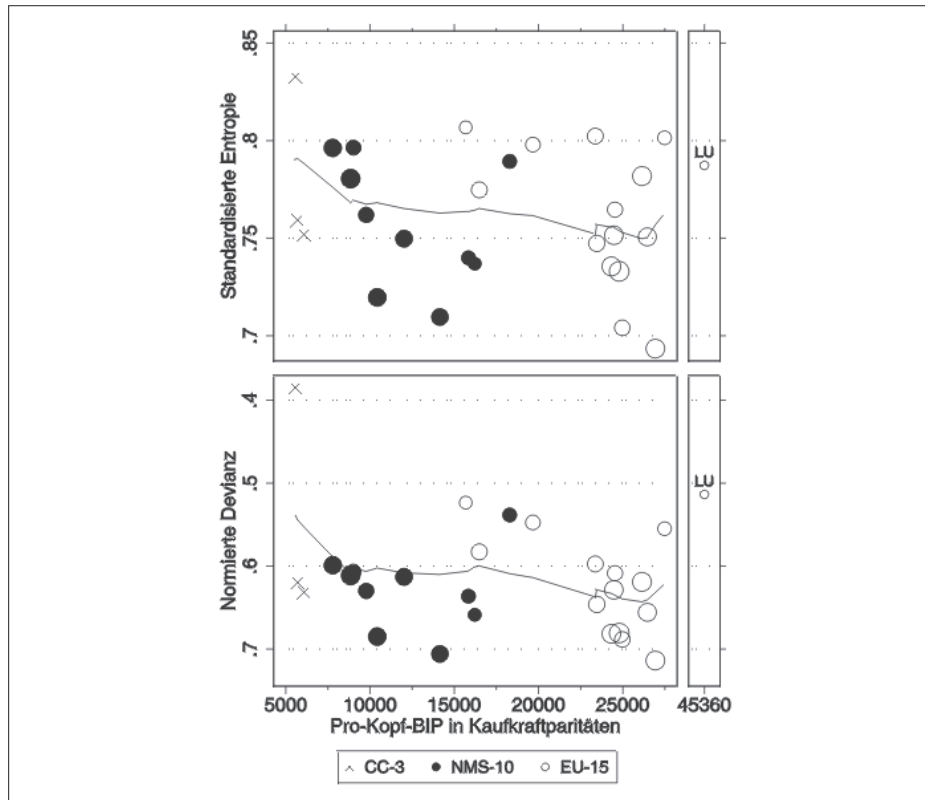 .85
.8
.75
.7
Standardisierte Entropie
LU
.4
.5
.6
.7
Normierte Devianz
LU
5000 10000 15000 20000 25000 45360
Pro-Kopf-BIP in Kaufkraftparitäten
CC-3 NMS-10 EU-15